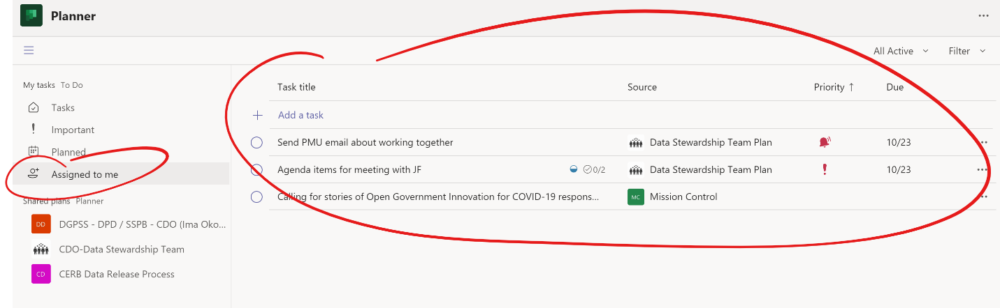 Planner
All Active Filter
My tasks To Do
Tasks
Important
Planned
Assigned to me
Shared plans Planner
DD DGPSS - DPD / SSPB - CDO (Ima Oko...
CDO-Data Stewardship Team
CD CERB Data Release Process
Task title Source Priority ↑ Due
+ Add a task
Send PMU email about working together Data Stewardship Team Plan 10/23
Agenda items for meeting with JF 0/2 Data Stewardship Team Plan 10/23
Calling for stories of Open Government Innovation for COVID-19 respons... MC Mission Control